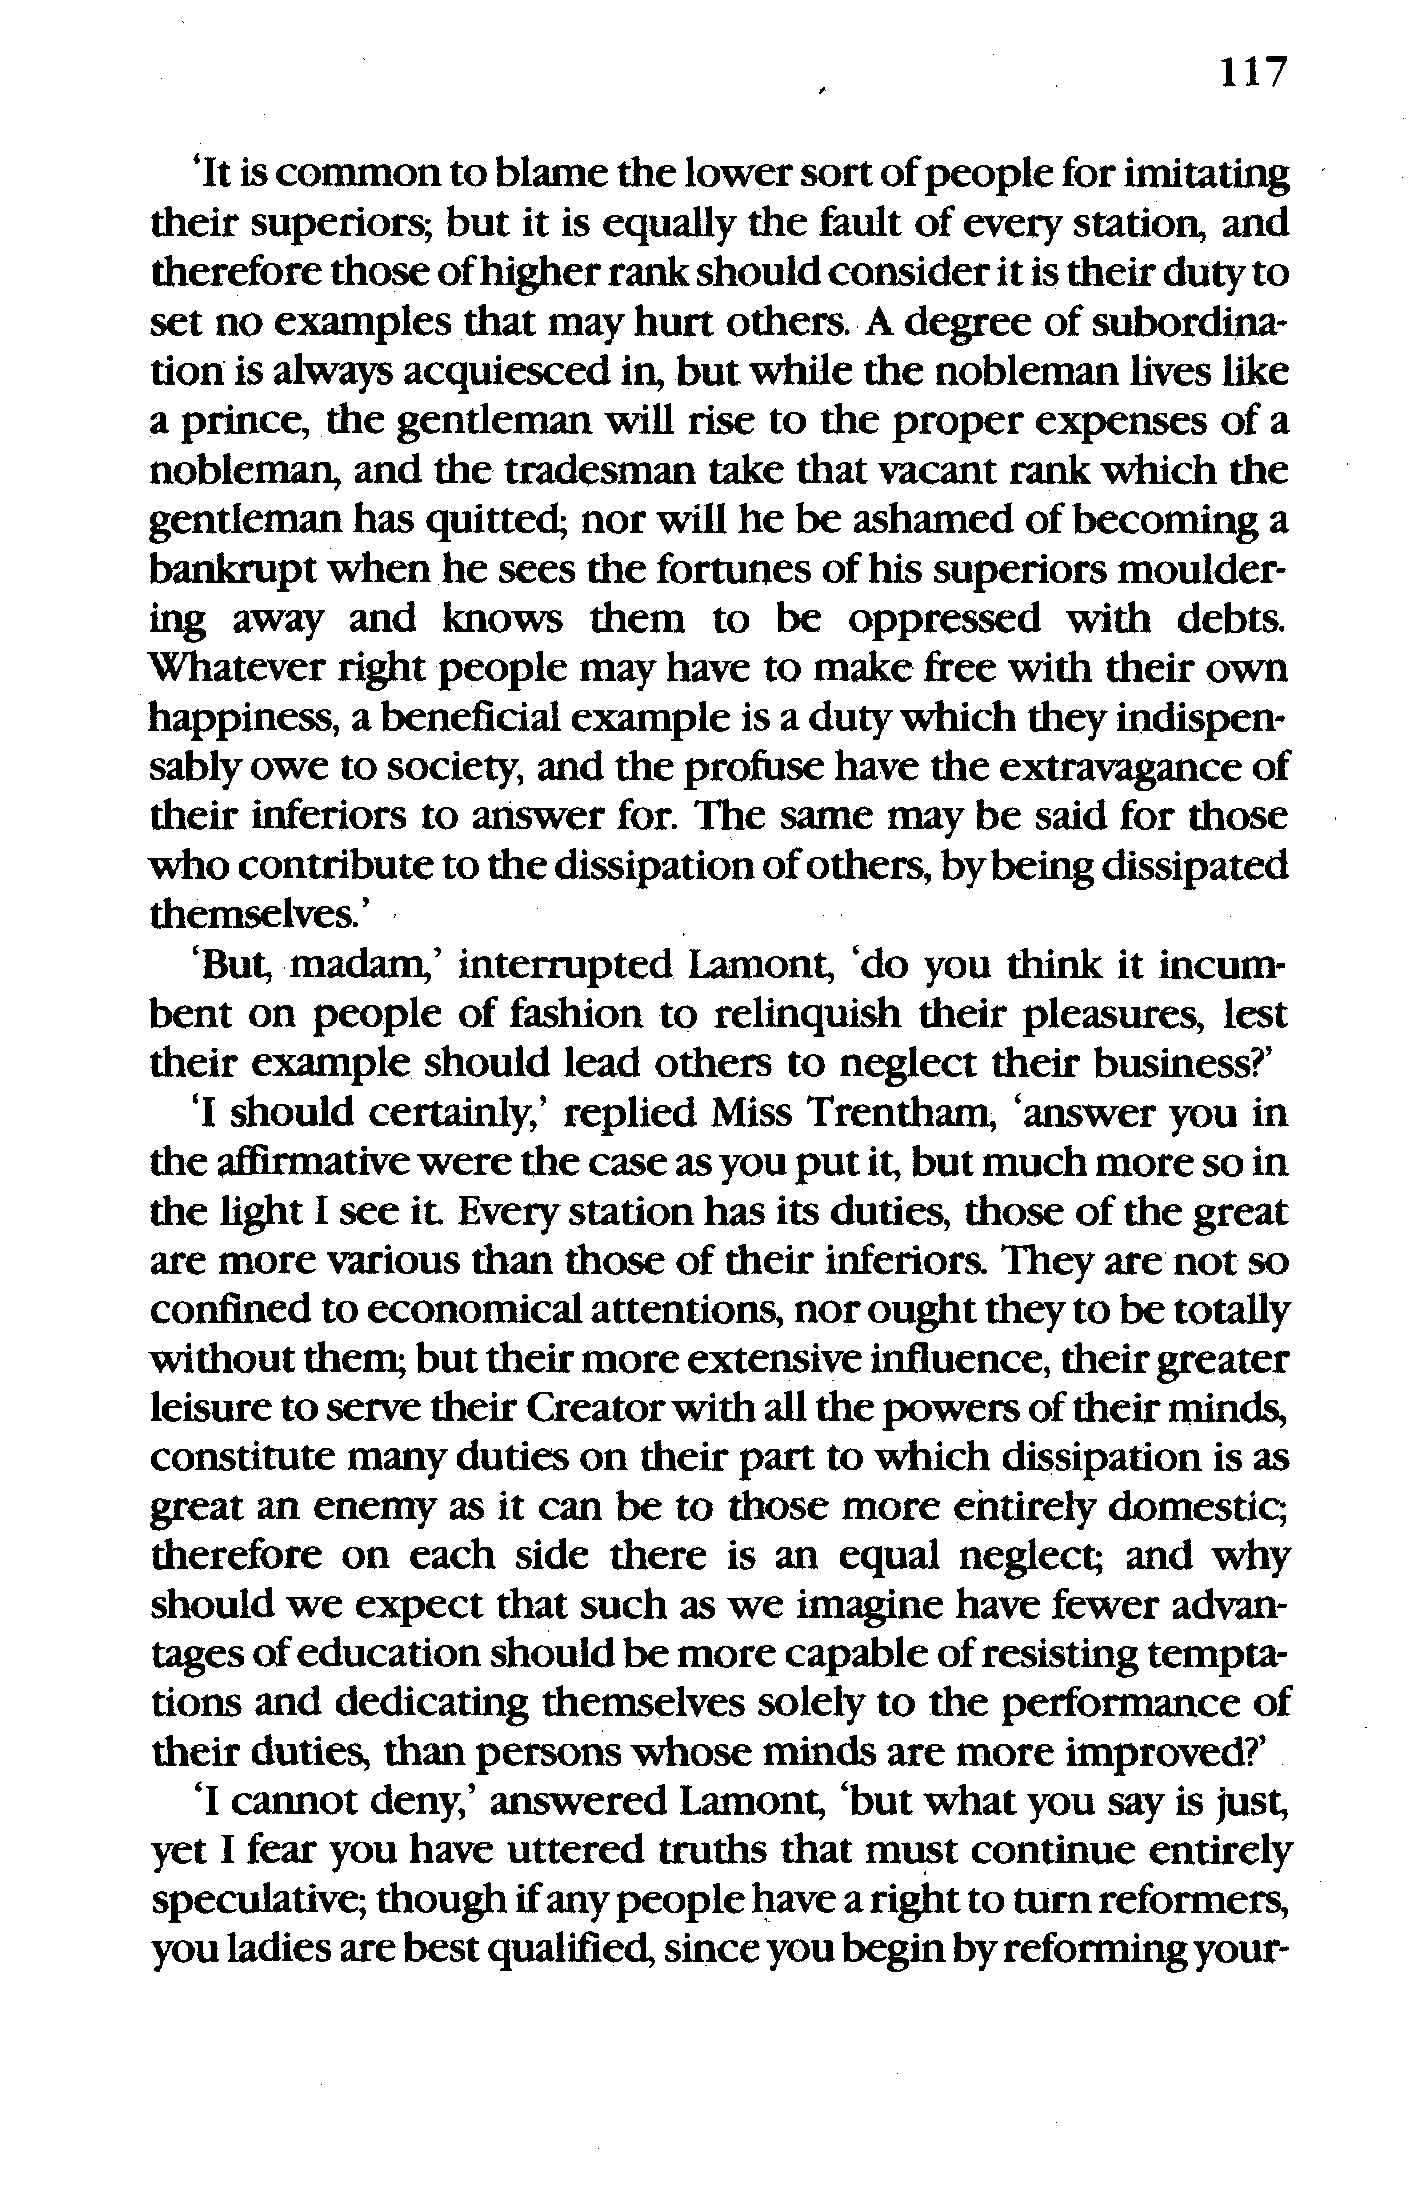 117
‘It is common to blame the lower sort of people for imitating
their superiors; but it is equally the fault of every station, and
therefore those of higher rank should consider it is their duty to
set no examples that may hurt others. A degree of subordina-
tion is always acquiesced in, but while the nobleman lives like
a prince, the gentleman will rise to the proper expenses of a
nobleman, and the tradesman take that vacant rank which the
gentleman has quitted; nor will he be ashamed of becoming a
bankrupt when he sees the fortunes of his superiors moulder-
ing away and knows them to be oppressed with debts.
Whatever right people may have to make free with their own
happiness, a beneficial example is a duty which they indispen-
sably owe to society, and the profuse have the extravagance of
their inferiors to answer for. The same may be said for those
who contribute to the dissipation of others, by being dissipated
themselves.’
‘But, madam,’ interrupted Lamont, ‘do you think it incum-
bent on people of fashion to relinquish their pleasures, lest
their example should lead others to neglect their business?’
‘I should certainly,’ replied Miss Trentham, ‘answer you in
the affirmative were the case as you put it, but much more so in
the light I see it. Every station has its duties, those of the great
are more various than those of their inferiors. They are not so
confined to economical attentions, nor ought they to be totally
without them; but their more extensive influence, their greater
leisure to serve their Creator with all the powers of their minds,
constitute many duties on their part to which dissipation is as
great an enemy as it can be to those more entirely domestic;
therefore on each side there is an equal neglect; and why
should we expect that such as we imagine have fewer advan-
tages of education should be more capable of resisting tempta-
tions and dedicating themselves solely to the performance of
their duties, than persons whose minds are more improved?’
‘I cannot deny,’ answered Lamont, ‘but what you say is just,
yet I fear you have uttered truths that must continue entirely
speculative; though if any people have a right to turn reformers,
you ladies are best qualified, since you begin by reforming your-